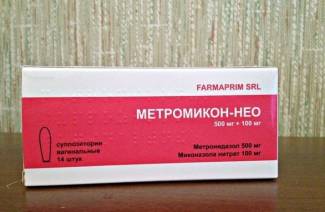 FARMAPRIM SRL
МЕТРОМИКОН-НЕО
500 мг + 100 мг
суппозитории
вагинальные
14 штук
Метронидазол 500 мг
Миконазола нитрат 100 мг